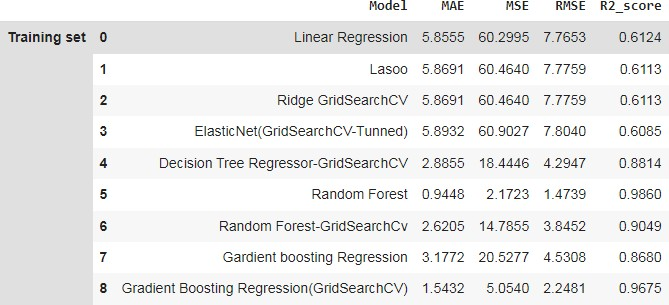 Model MAE MSE RMSE R2_score
Training set 0 Linear Regression 5.8555 60.2995 7.7653 0.6124
1 Lasoo 5.8691 60.4640 7.7759 0.6113
2 Ridge GridSearchCV 5.8691 60.4640 7.7759 0.6113
3 ElasticNet(GridSearchCV-Tunned) 5.8932 60.9027 7.8040 0.6085
4 Decision Tree Regressor-GridSearchCV 2.8855 18.4446 4.2947 0.8814
5 Random Forest 0.9448 2.1723 1.4739 0.9860
6 Random Forest-GridSearchCv 2.6205 14.7855 3.8452 0.9049
7 Gardient boosting Regression 3.1772 20.5277 4.5308 0.8680
8 Gradient Boosting Regression(GridSearchCV) 1.5432 5.0540 2.2481 0.9675